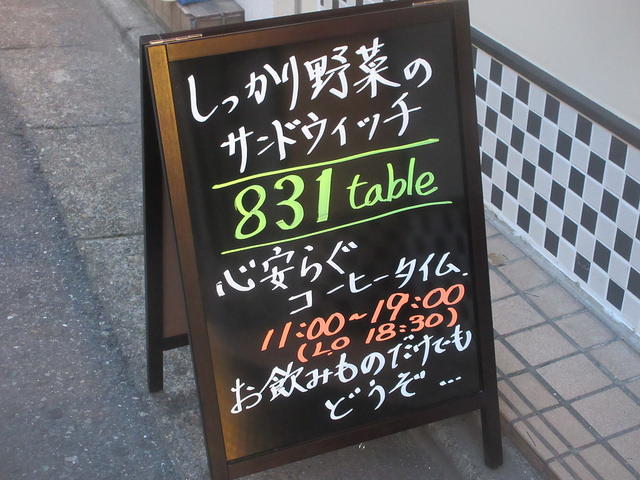 しっかり野菜の
サンドウィッチ
831 table
心安らぐ
コーヒータイム.
11:00~19:00
(L.O 18:30)
お飲みものだけでも
どうぞ…